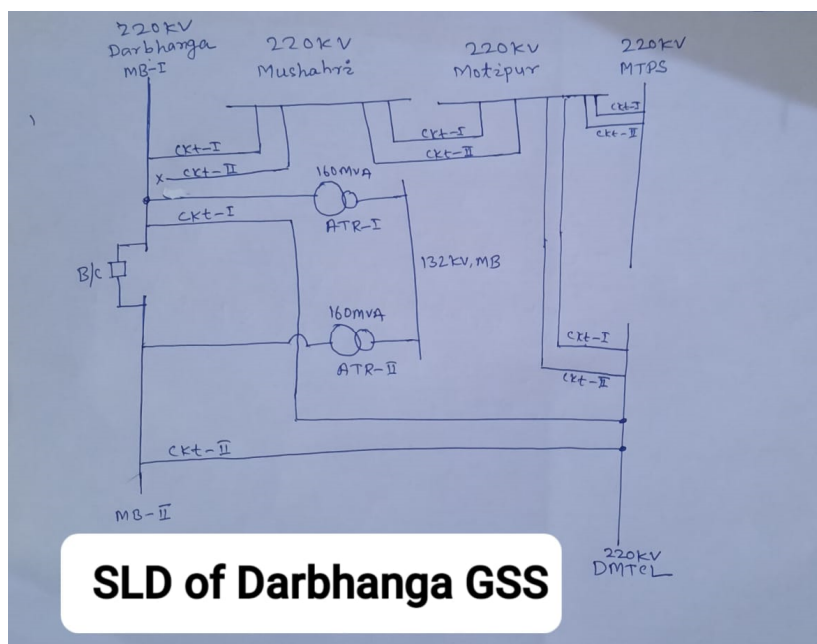 220KV
Darbhanga
MB-I
220KV
Mushahri
220KV
Motipur
220KV
MTPS
CKt-I
x CKt-II
CKt-I
CKt-II
CKt-I
CKt-II
160MVA
ATR-I
CKt-I
B/C
132KV, MB
160MVA
ATR-II
CKt-I
CKt-II
CKt-II
MB-II
220KV
DMTCL
SLD of Darbhanga GSS